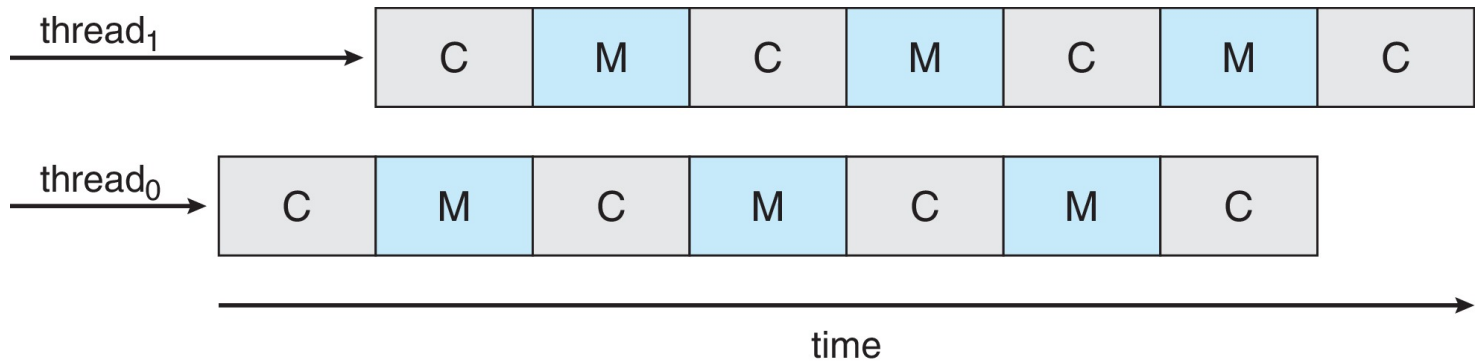 thread₁ C M C M C M C
thread₀ C M C M C M C
time